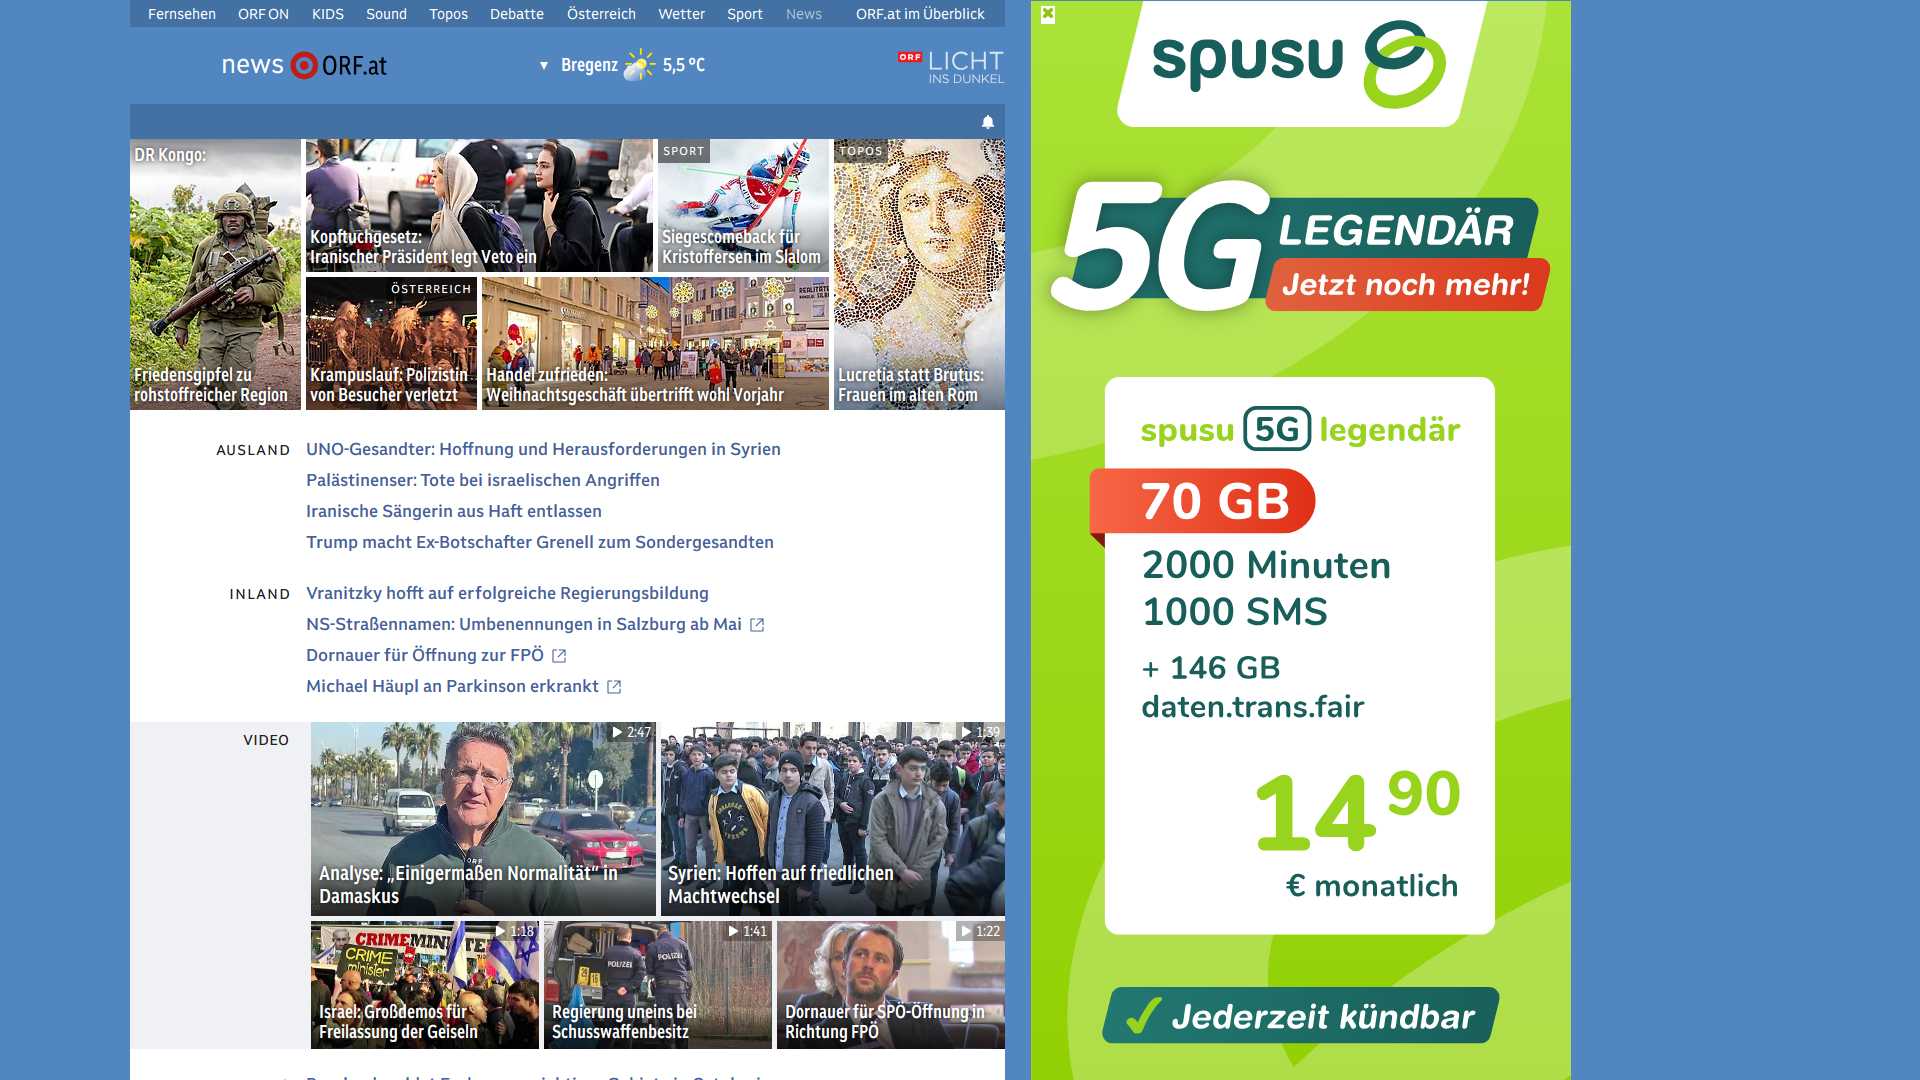 Fernsehen ORF ON KIDS Sound Topos Debatte Österreich Wetter Sport News ORF.at im Überblick
news ORF.at
Bregenz 5,5 °C
ORF LICHT
INS DUNKEL
DR Kongo:
Friedensgipfel zu
rohstoffreicher Region
Kopftuchgesetz:
Iranischer Präsident legt Veto ein
SPORT
Siegescomeback für
Kristoffersen im Slalom
TOPOS
Lucretia statt Brutus:
Frauen im alten Rom
ÖSTERREICH
Krampuslauf: Polizistin
von Besucher verletzt
Handel zufrieden:
Weihnachtsgeschäft übertrifft wohl Vorjahr
AUSLAND
UNO-Gesandter: Hoffnung und Herausforderungen in Syrien
Palästinenser: Tote bei israelischen Angriffen
Iranische Sängerin aus Haft entlassen
Trump macht Ex-Botschafter Grenell zum Sondergesandten
INLAND
Vranitzky hofft auf erfolgreiche Regierungsbildung
NS-Straßennamen: Umbenennungen in Salzburg ab Mai
Dornauer für Öffnung zur FPÖ
Michael Häupl an Parkinson erkrankt
VIDEO
2:47
Analyse: „Einigermaßen Normalität“ in
Damaskus
1:39
Syrien: Hoffen auf friedlichen
Machtwechsel
1:18
CRIME MINISTE
CRIME
minister
Israel: Großdemos für
Freilassung der Geiseln
1:41
POLIZEI
POLIZEI
Regierung uneins bei
Schusswaffenbesitz
1:22
Dornauer für SPÖ-Öffnung in
Richtung FPÖ
spusu
5G LEGENDÄR
Jetzt noch mehr!
spusu 5G legendär
70 GB
2000 Minuten
1000 SMS
+ 146 GB
daten.trans.fair
14 90
€ monatlich
Jederzeit kündbar